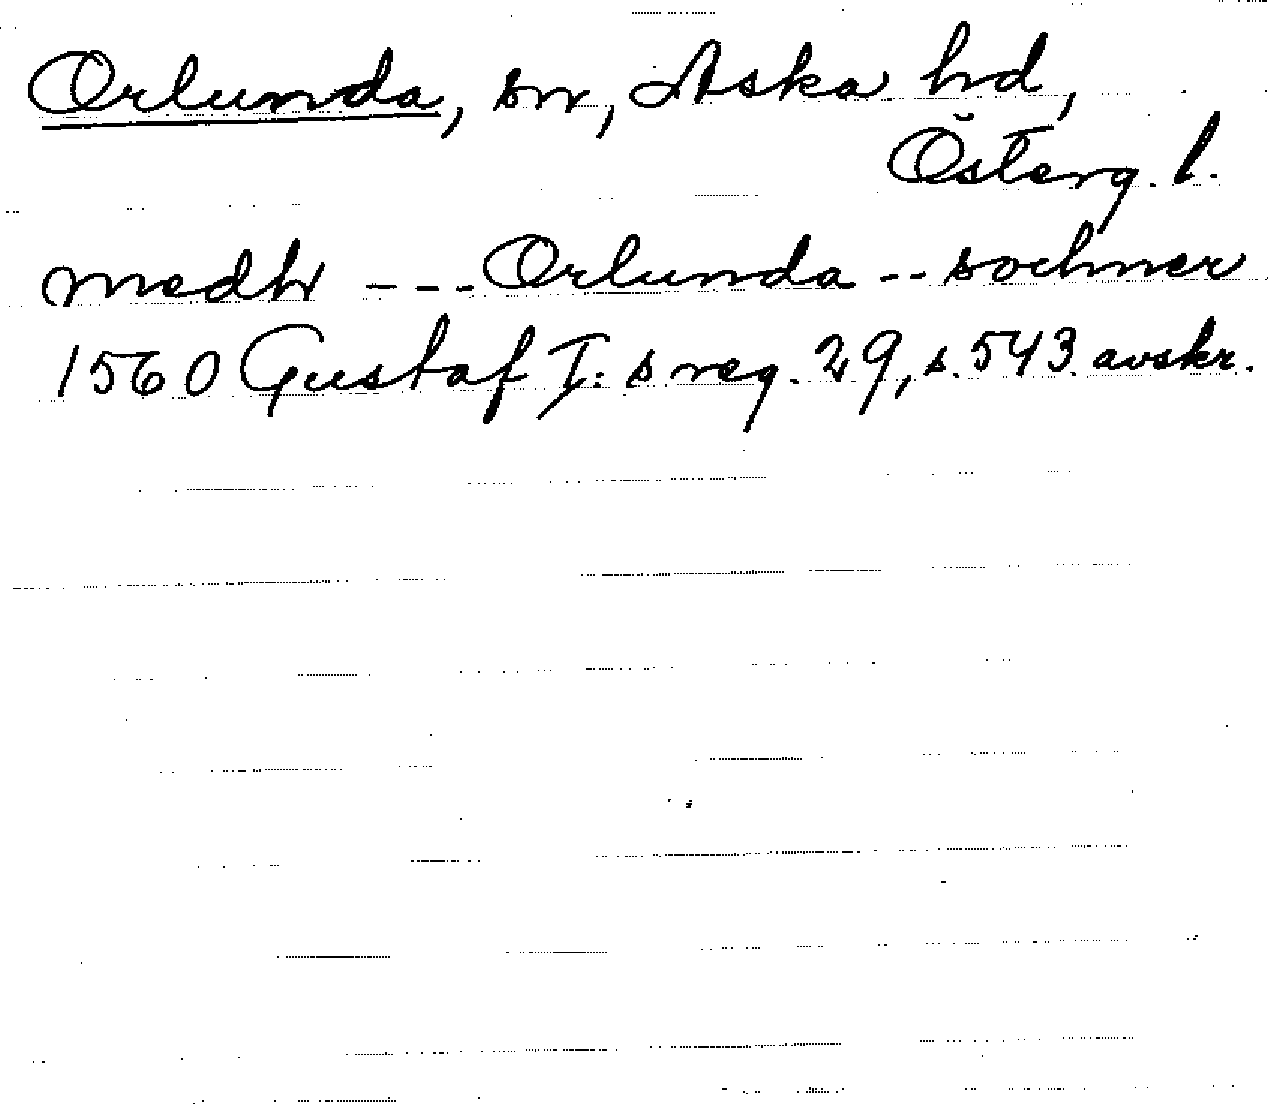 Orlunda, sn, Aska hd,
Österg. l.
medh --- Orlunda -- sochner
1560 Gustaf I:s reg. 29, s. 543 avskr.